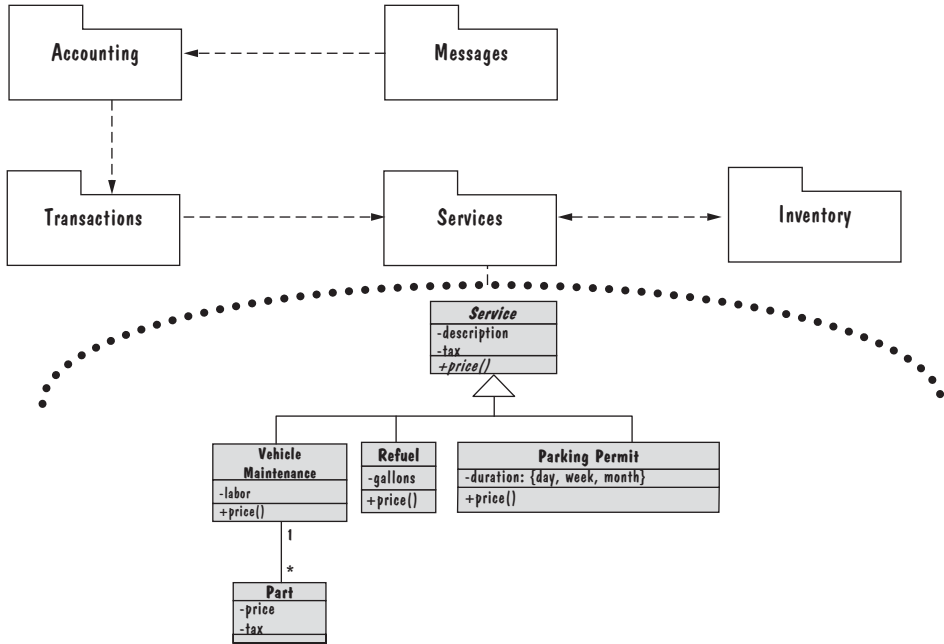 Accounting
Messages
Transactions
Services
Inventory
Service
-description
-tax
+price()
Vehicle
Maintenance
-labor
+price()
Refuel
-gallons
+price()
Parking Permit
-duration: {day, week, month}
+price()
1
*
Part
-price
-tax